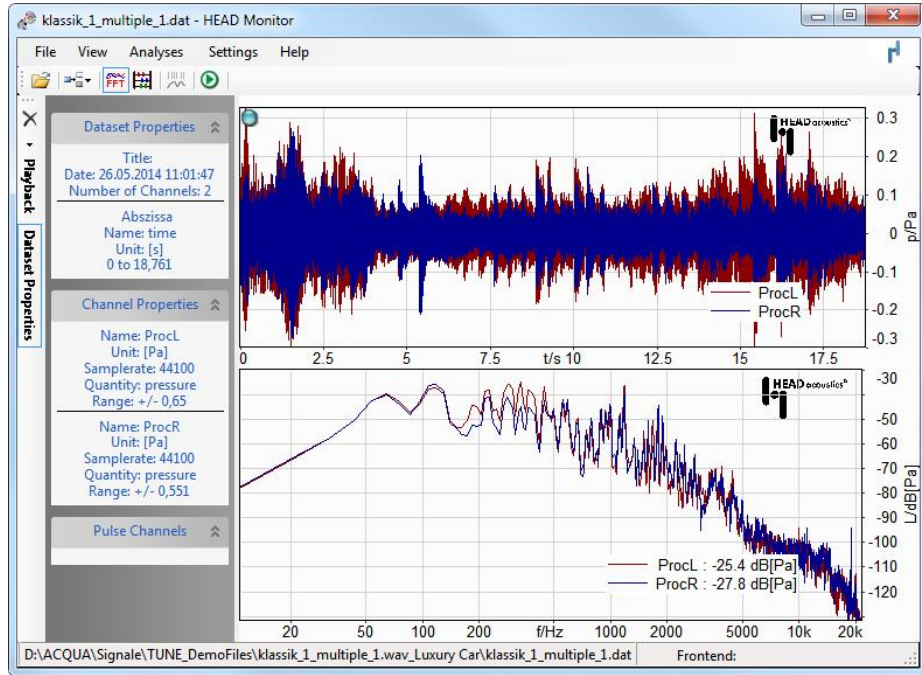 klassik_1_multiple_1.dat - HEAD Monitor
File View Analyses Settings Help
FFT
Playback
Dataset Properties
Dataset Properties
Title:
Date: 26.05.2014 11:01:47
Number of Channels: 2
Abszissa
Name: time
Unit: [s]
0 to 18,761
Channel Properties
Name: ProcL
Unit: [Pa]
Samplerate: 44100
Quantity: pressure
Range: +/- 0,65
Name: ProcR
Unit: [Pa]
Samplerate: 44100
Quantity: pressure
Range: +/- 0,551
Pulse Channels
HEAD acoustics®
0.3
0.2
0.1
0
-0.1
-0.2
-0.3
p/Pa
ProcL
ProcR
0 2.5 5 7.5 t/s 10 12.5 15 17.5
HEAD acoustics®
-30
-50
-60
-70
-80
-90
-100
-120
L/dB[Pa]
ProcL : -25.4 dB[Pa]
ProcR : -27.8 dB[Pa]
20 50 100 200 f/Hz 1000 2000 5000 10k 20k
D:\ACQUA\Signale\TUNE_DemoFiles\klassik_1_multiple_1.wav_Luxury Car\klassik_1_multiple_1.dat Frontend: